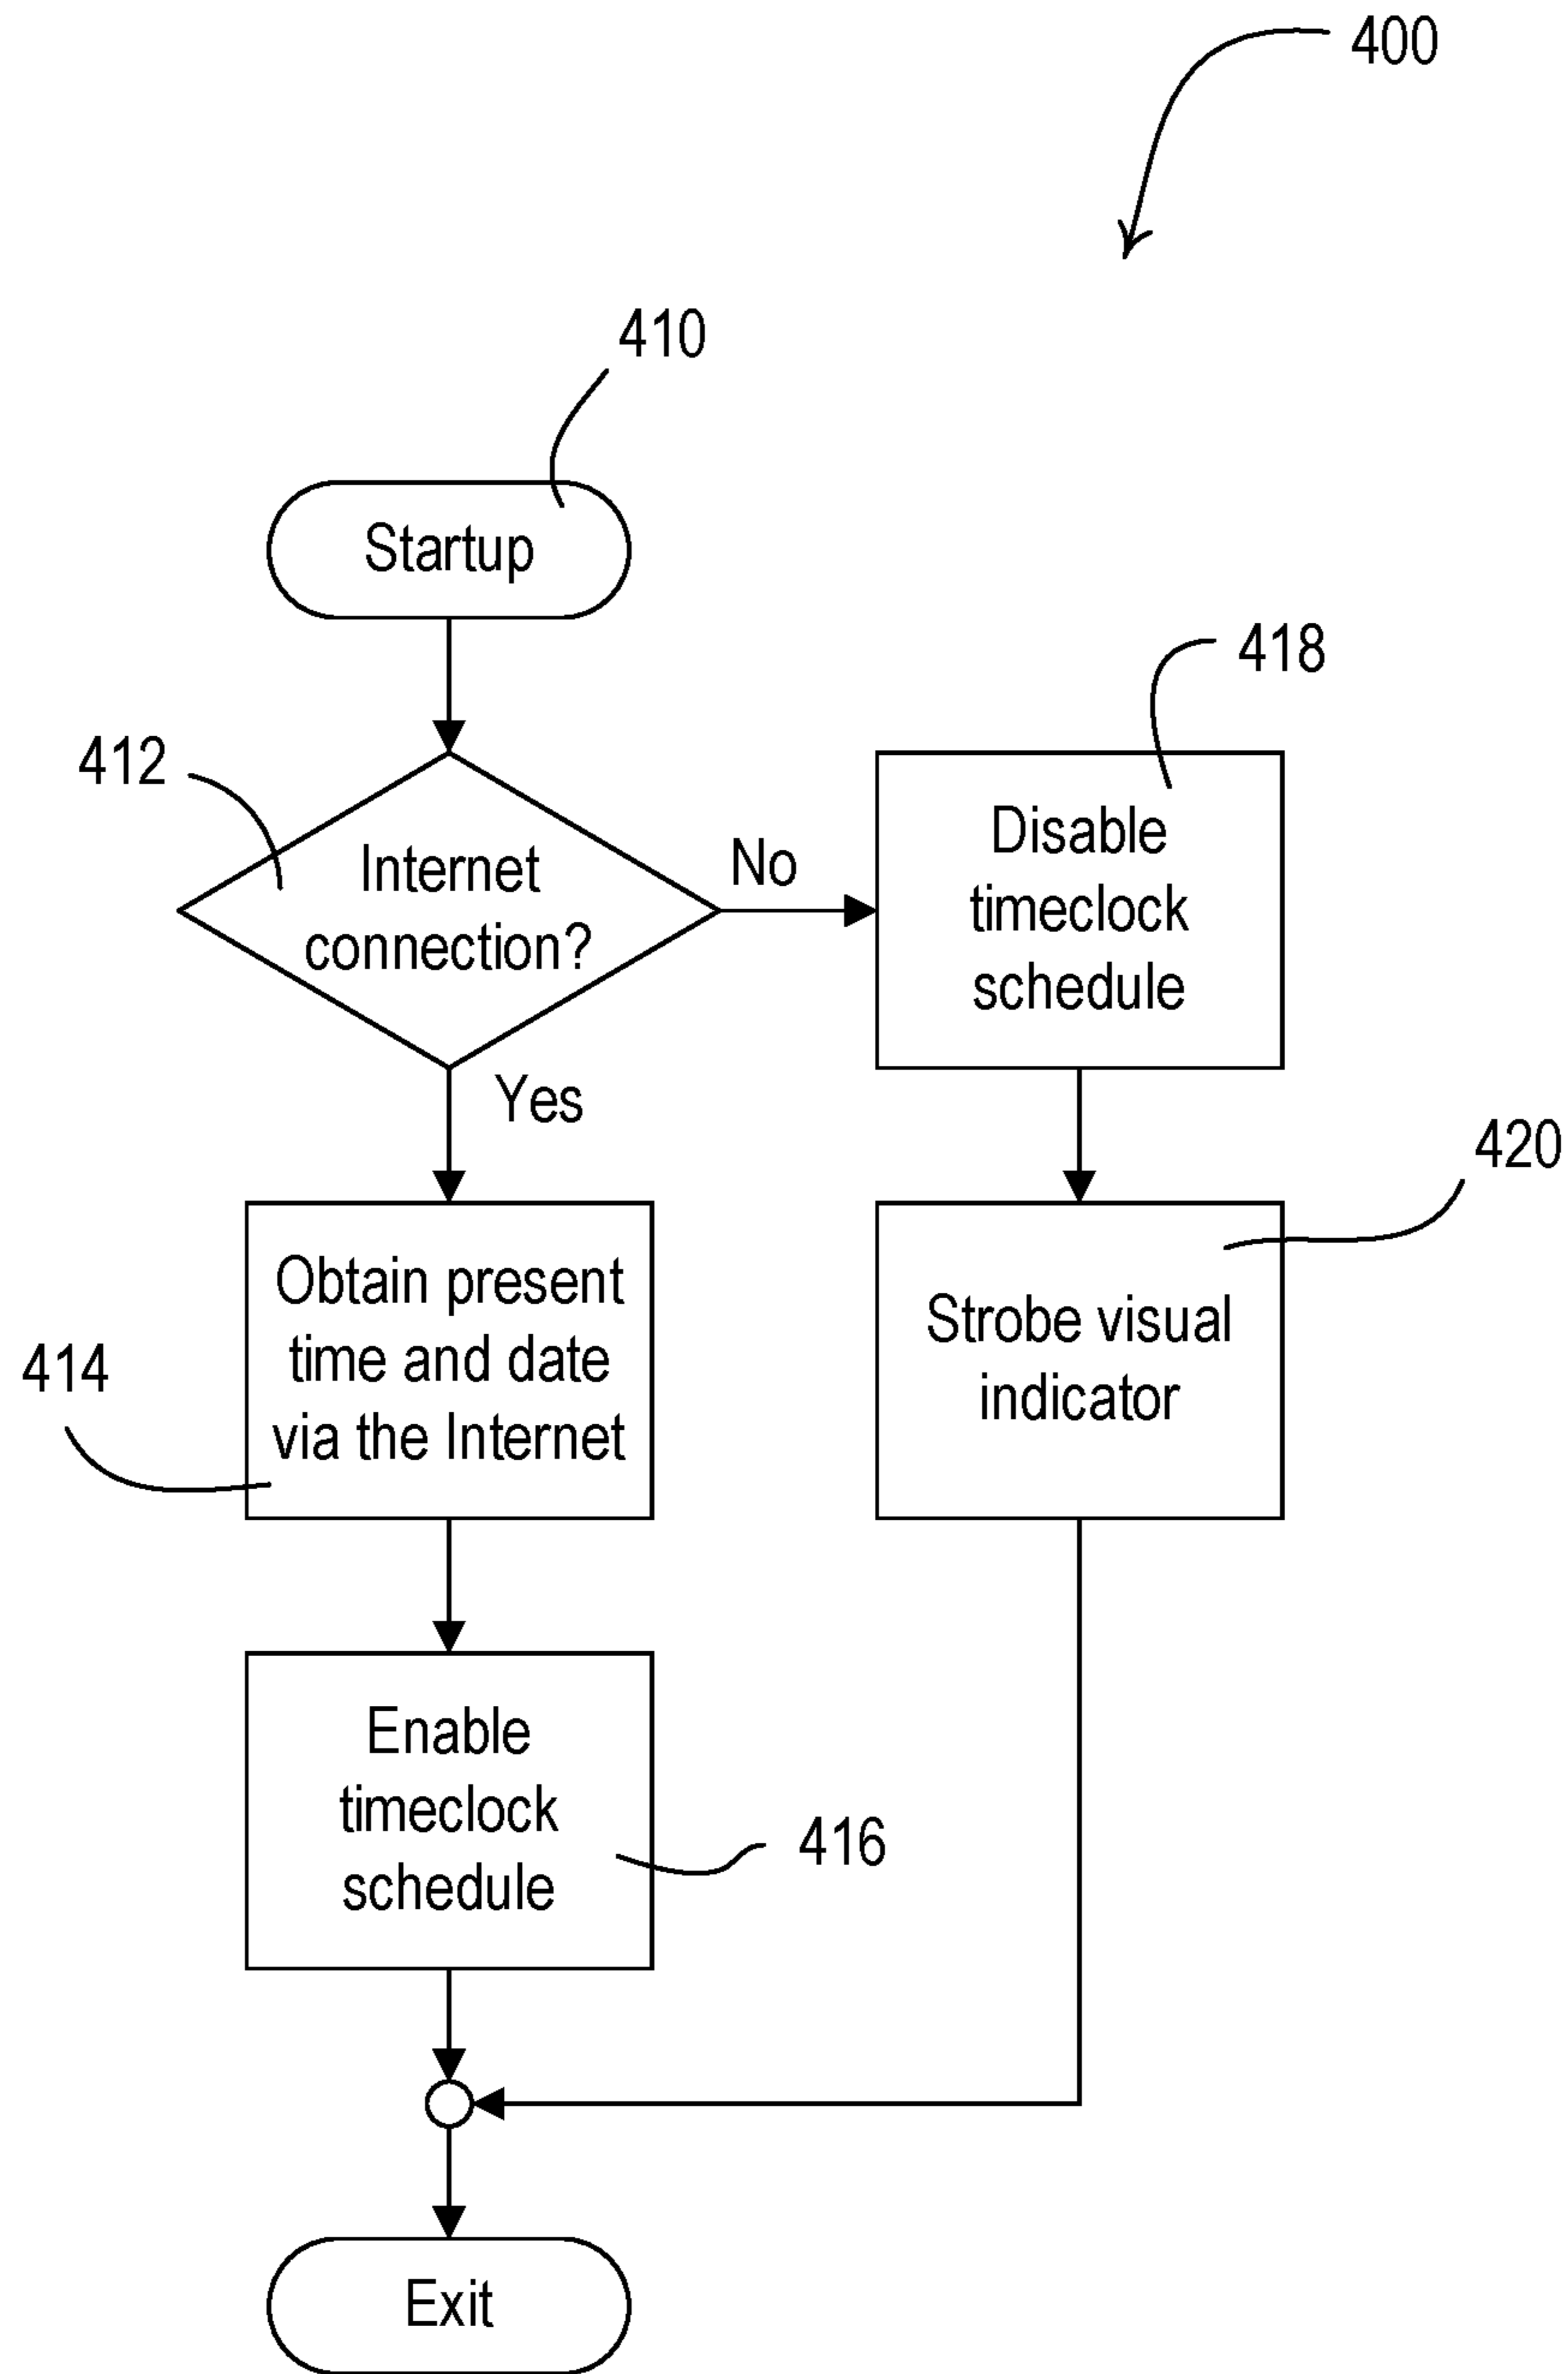 400
410
Startup
418
412
Internet
connection?
No
Disable
timeclock
schedule
Yes
420
Obtain present
time and date
via the Internet
414
Strobe visual
indicator
Enable
timeclock
schedule
416
Exit